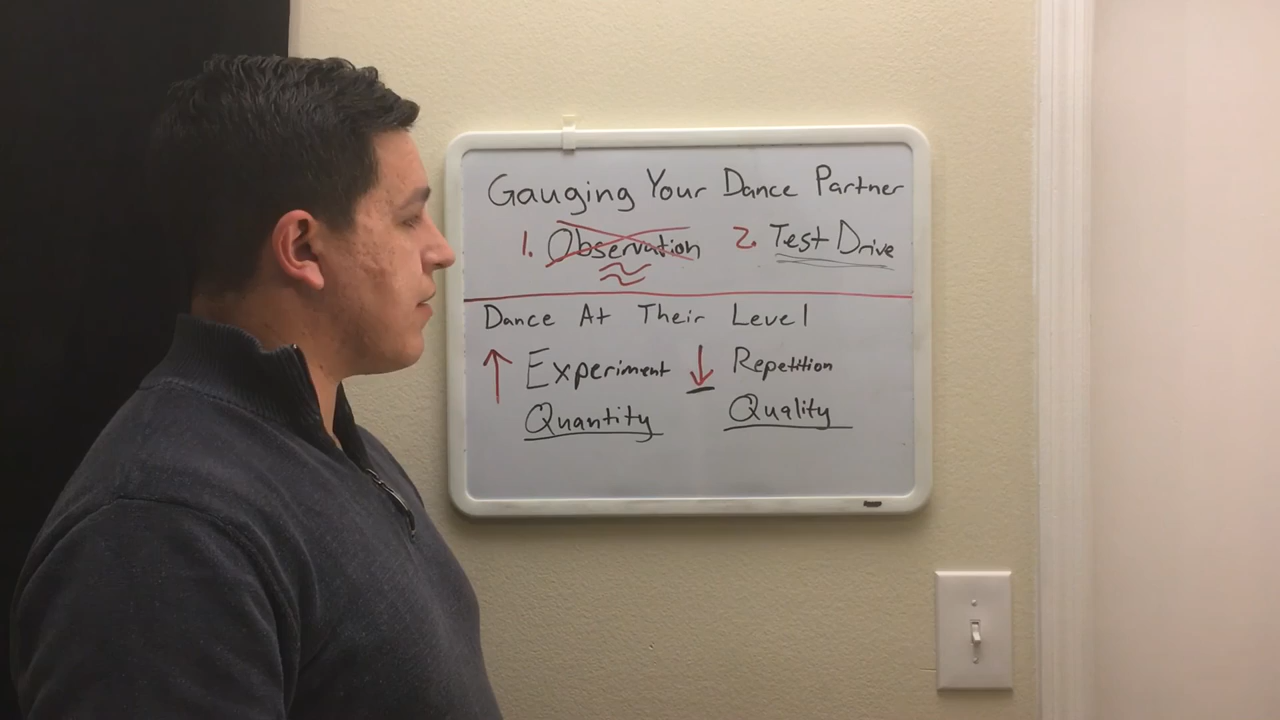 Gauging Your Dance Partner
1. Observation 2. Test Drive
Dance At Their Level
↑ Experiment ↓ Repetition
Quantity Quality